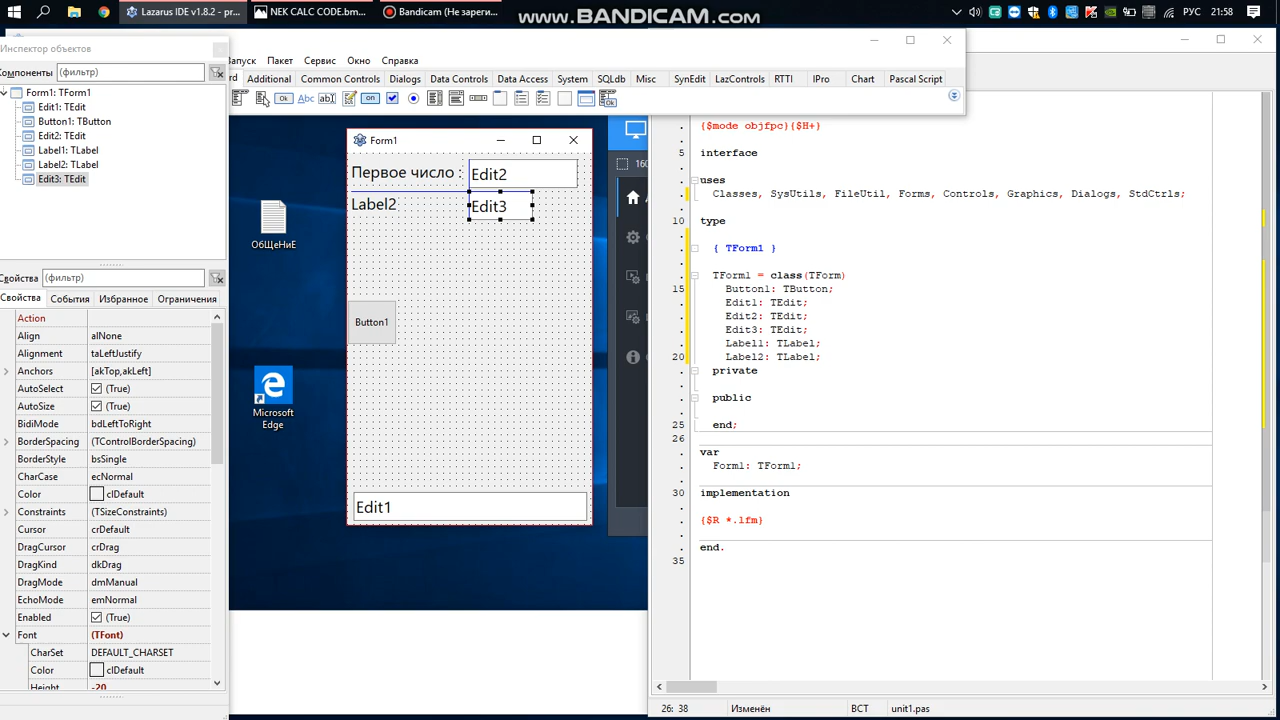 Lazarus IDE v1.8.2 - pr...
NEK CALC CODE.bm...
Bandicam (Не зареги...
www.BANDICAM.com
РУС
21:58
Инспектор объектов
Компоненты
(фильтр)
Form1: TForm1
Edit1: TEdit
Button1: TButton
Edit2: TEdit
Label1: TLabel
Label2: TLabel
Edit3: TEdit
Свойства
(фильтр)
Свойства
События
Избранное
Ограничения
Action
Align alNone
Alignment taLeftJustify
Anchors [akTop,akLeft]
AutoSelect (True)
AutoSize (True)
BidiMode bdLeftToRight
BorderSpacing (TControlBorderSpacing)
BorderStyle bsSingle
CharCase ecNormal
Color clDefault
Constraints (TSizeConstraints)
Cursor crDefault
DragCursor crDrag
DragKind dkDrag
DragMode dmManual
EchoMode emNormal
Enabled (True)
Font (TFont)
CharSet DEFAULT_CHARSET
Color clDefault
Height -20
Запуск Пакет Инструменты Окно Справка
rd Additional Common Controls Dialogs Data Controls Data Access System SQLdb Misc SynEdit LazControls RTTI IPro Chart Pascal Script
Ok Abc abI on Ok
ОбЩеНиЕ
Microsoft
Edge
Form1
Первое число :
Edit2
Label2
Edit3
Button1
Edit1
160
{$mode objfpc}{$H+}
5 interface
uses
Classes, SysUtils, FileUtil, Forms, Controls, Graphics, Dialogs, StdCtrls;
10 type
{ TForm1 }
TForm1 = class(TForm)
15 Button1: TButton;
Edit1: TEdit;
Edit2: TEdit;
Edit3: TEdit;
Label1: TLabel;
20 Label2: TLabel;
private
public
25 end;
26
var
Form1: TForm1;
30 implementation
{$R *.lfm}
end.
35
26: 38 Изменён ВСТ unit1.pas